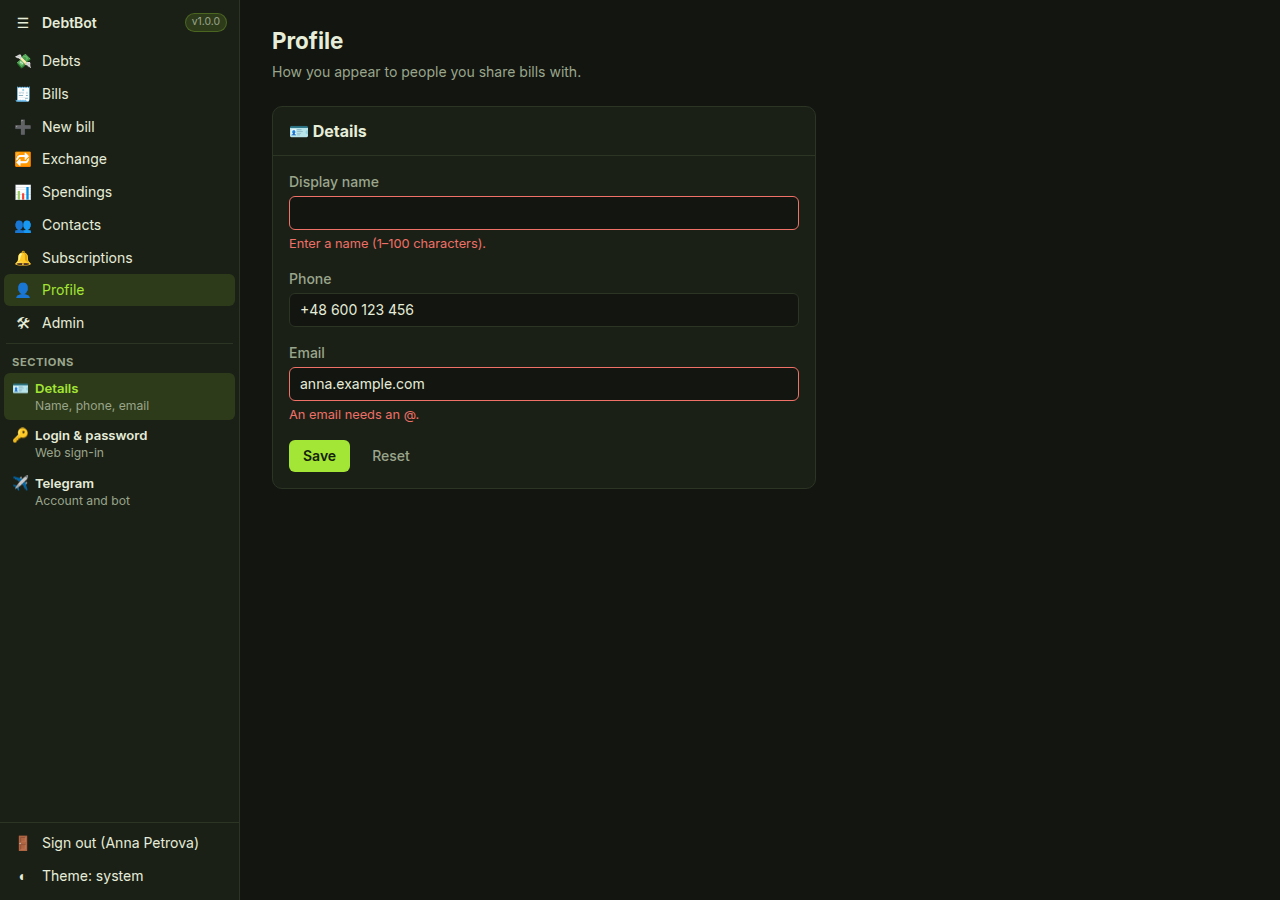 DebtBot v1.0.0
Debts
Bills
New bill
Exchange
Spendings
Contacts
Subscriptions
Profile
Admin
SECTIONS
Details
Name, phone, email
Login & password
Web sign-in
Telegram
Account and bot
Sign out (Anna Petrova)
Theme: system
Profile
How you appear to people you share bills with.
Details
Display name
Enter a name (1–100 characters).
Phone
+48 600 123 456
Email
anna.example.com
An email needs an @.
Save Reset